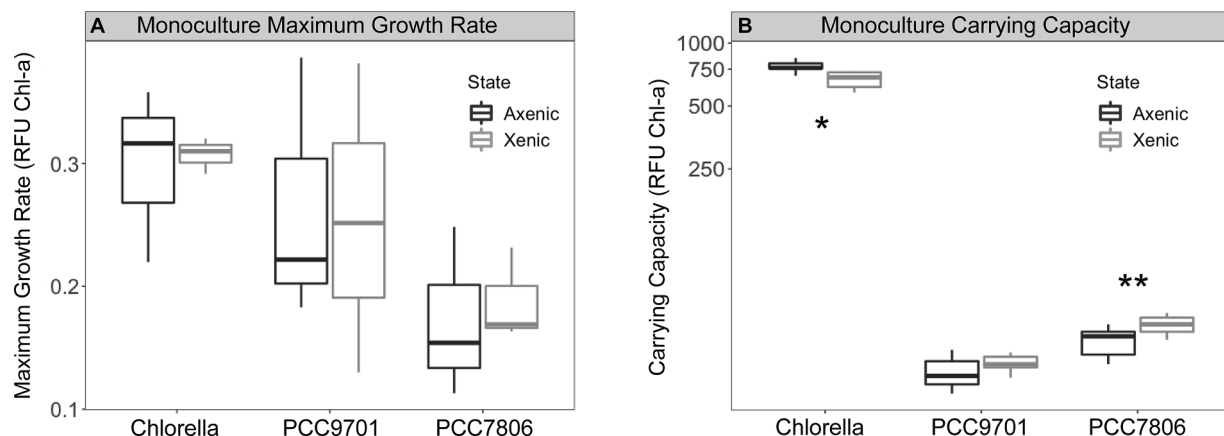 A Monoculture Maximum Growth Rate
Maximum Growth Rate (RFU Chl-a)
0.3
0.2
0.1
State
Axenic
Xenic
Chlorella PCC9701 PCC7806
B Monoculture Carrying Capacity
Carrying Capacity (RFU Chl-a)
1000
750
500
250
State
Axenic
Xenic
*
**
Chlorella PCC9701 PCC7806